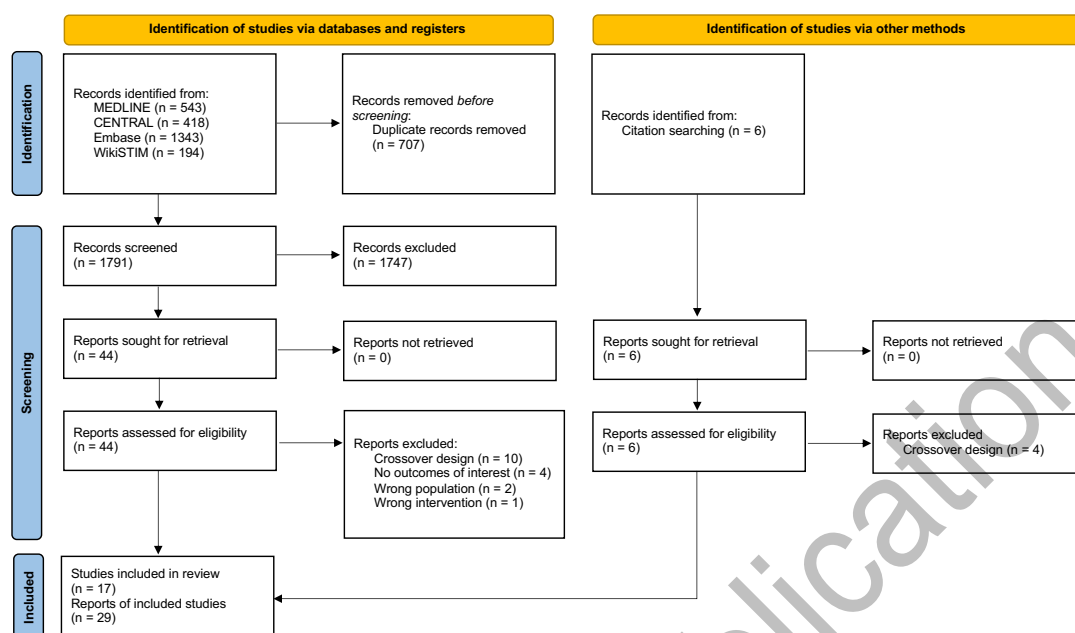 Identification of studies via databases and registers
Identification of studies via other methods
Identification
Records identified from:
MEDLINE (n = 543)
CENTRAL (n = 418)
Embase (n = 1343)
WikiSTIM (n = 194)
Records removed before
screening:
Duplicate records removed
(n = 707)
Records identified from:
Citation searching (n = 6)
Screening
Records screened
(n = 1791)
Records excluded
(n = 1747)
Reports sought for retrieval
(n = 44)
Reports not retrieved
(n = 0)
Reports sought for retrieval
(n = 6)
Reports not retrieved
(n = 0)
Reports assessed for eligibility
(n = 44)
Reports excluded:
Crossover design (n = 10)
No outcomes of interest (n = 4)
Wrong population (n = 2)
Wrong intervention (n = 1)
Reports assessed for eligibility
(n = 6)
Reports excluded
Crossover design (n = 4)
Included
Studies included in review
(n = 17)
Reports of included studies
(n = 29)